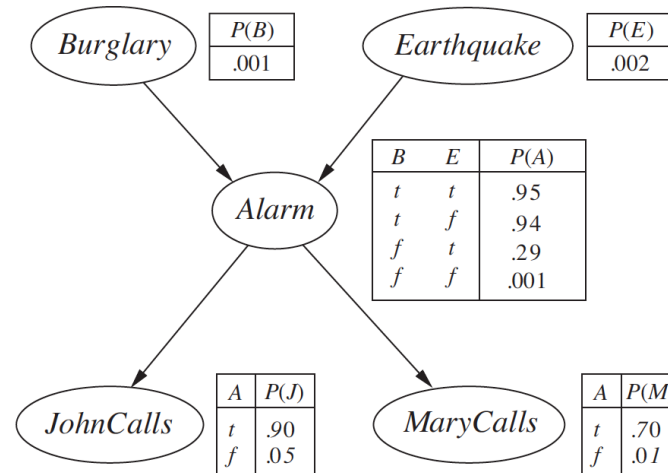 Burglary
P(B)
.001
Earthquake
P(E)
.002
Alarm
B E P(A)
t t .95
t f .94
f t .29
f f .001
JohnCalls
A P(J)
t .90
f .05
MaryCalls
A P(M
t .70
f .01